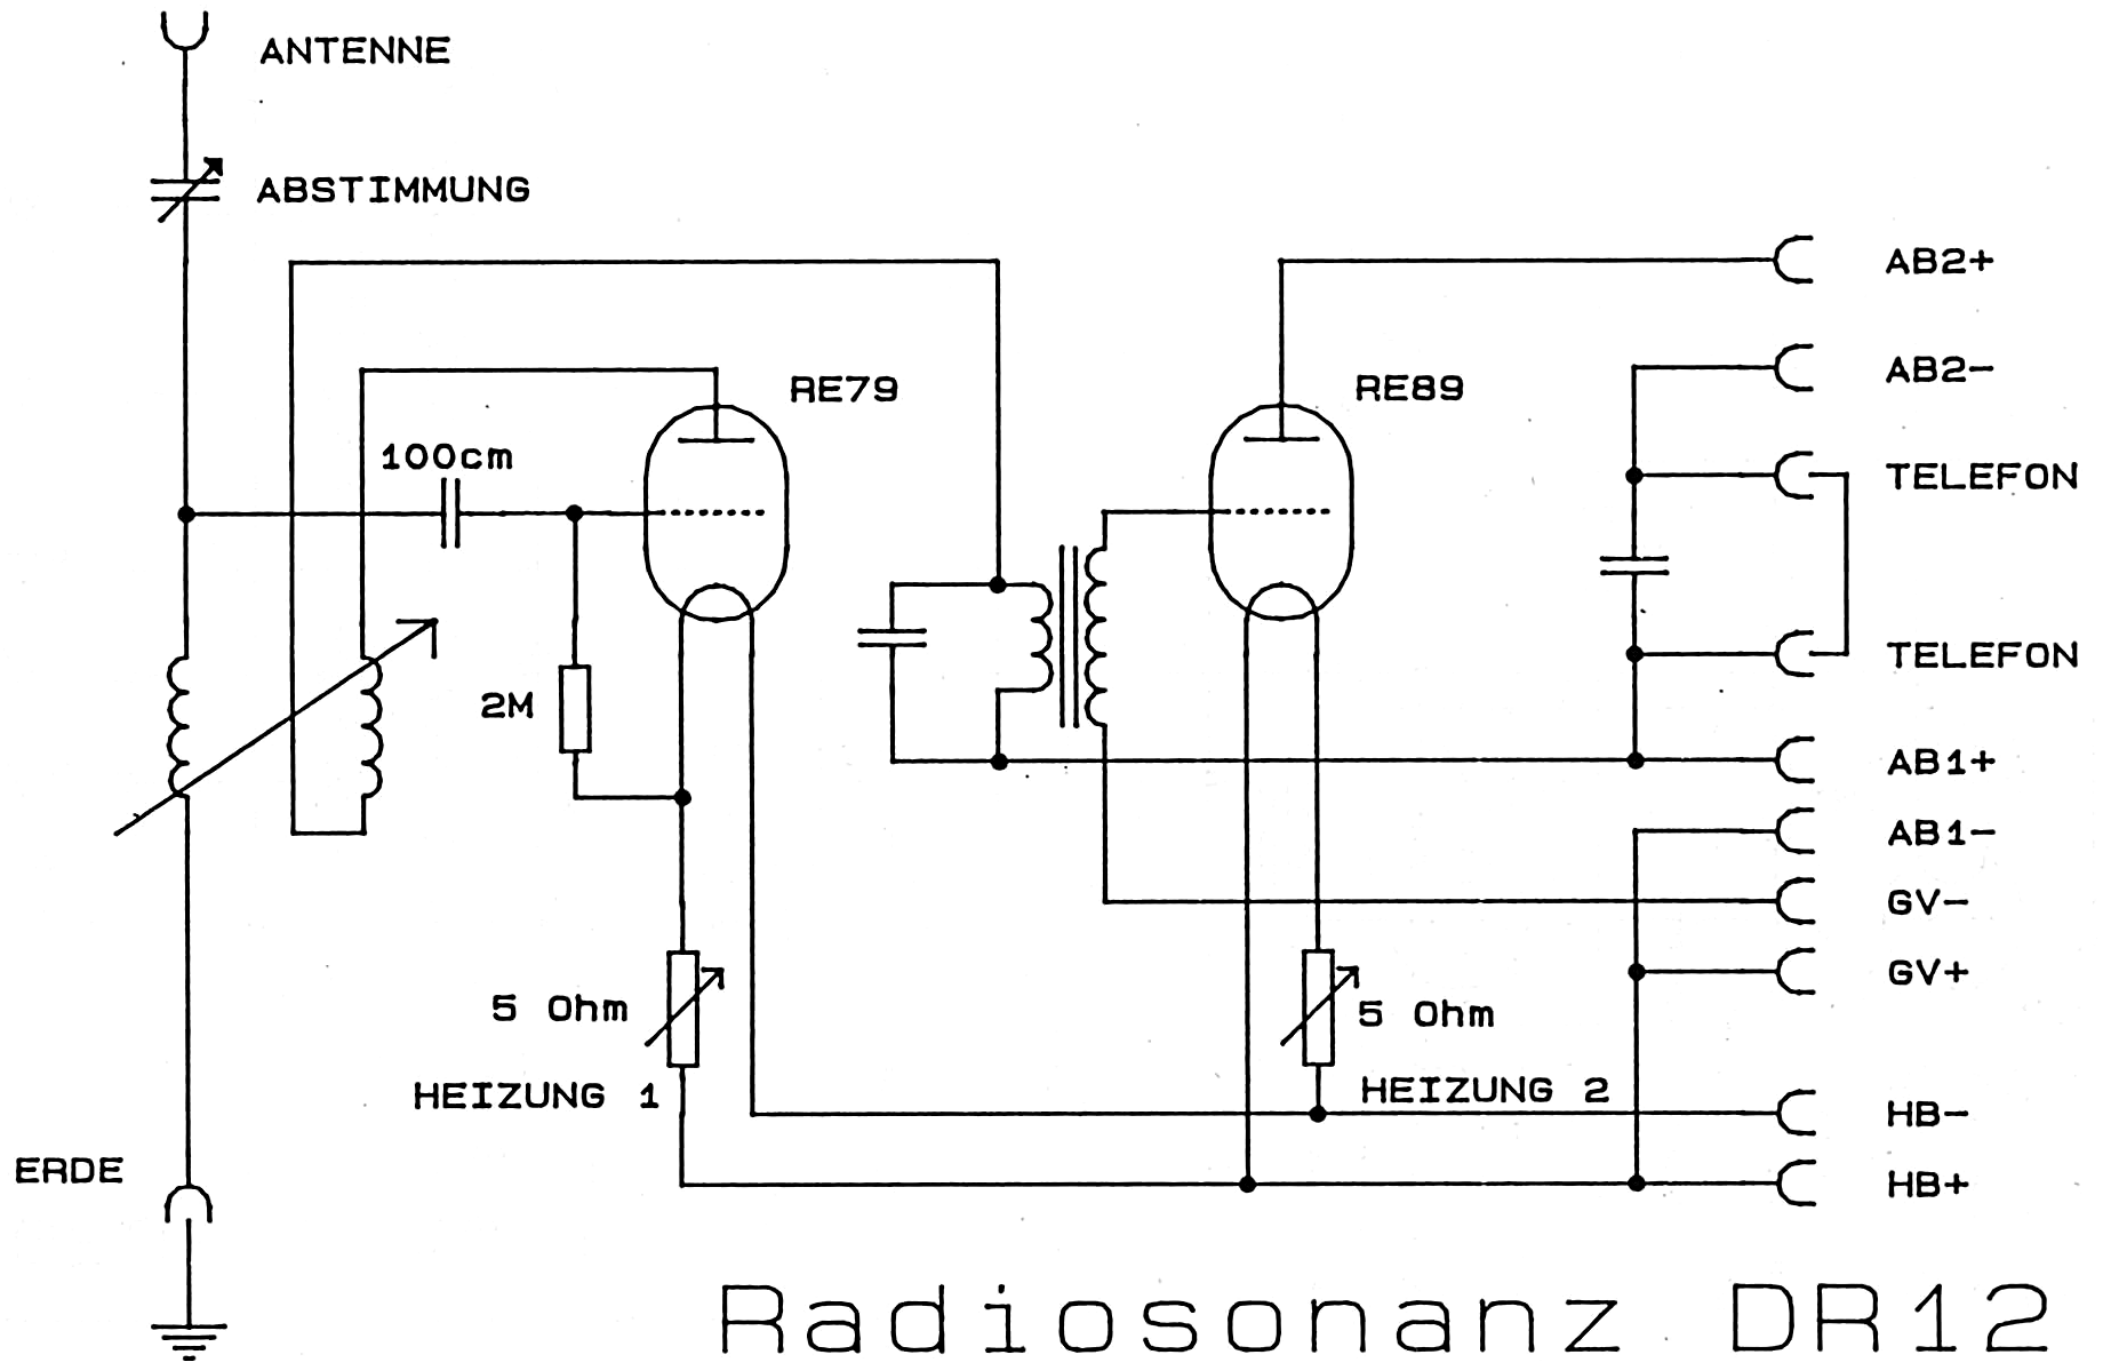 ANTENNE
ABSTIMMUNG
AB2+
RE79
RE89
AB2-
100cm
TELEFON
2M
TELEFON
AB1+
AB1-
GV-
GV+
5 Ohm
5 Ohm
HEIZUNG 1
HEIZUNG 2
HB-
ERDE
HB+
Radiosonanz DR12